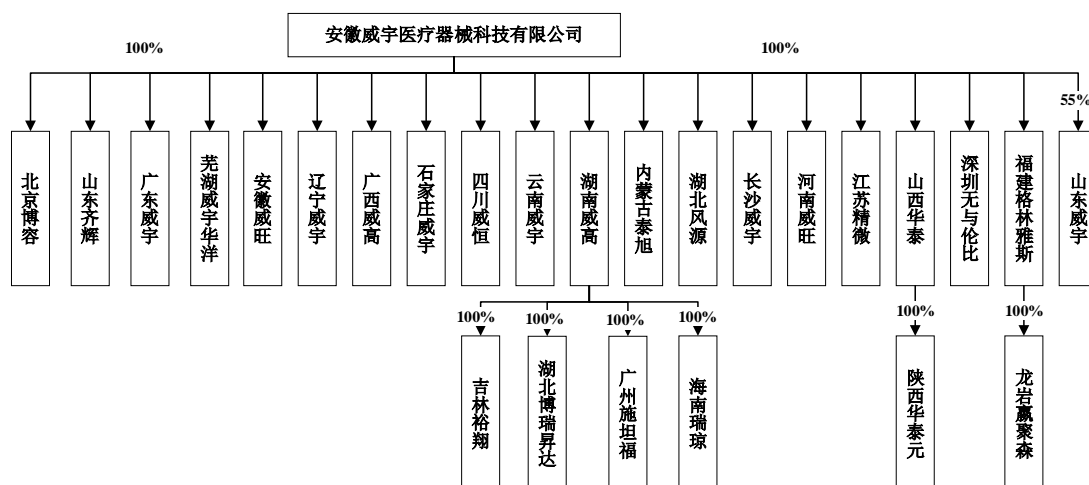 安徽威宇医疗器械科技有限公司
100%
100%
55%
北京博容
山东齐辉
广东威宇
芜湖威宇华洋
安徽威旺
辽宁威宇
广西威高
石家庄威宇
四川威恒
云南威宇
湖南威高
内蒙古泰旭
湖北风源
长沙威宇
河南威旺
江苏精微
山西华泰
深圳无与伦比
福建格林雅斯
山东威宇
100%
100%
100%
100%
100%
100%
吉林裕翔
湖北博瑞昇达
广州施坦福
海南瑞琼
陕西华泰元
龙岩赢聚森